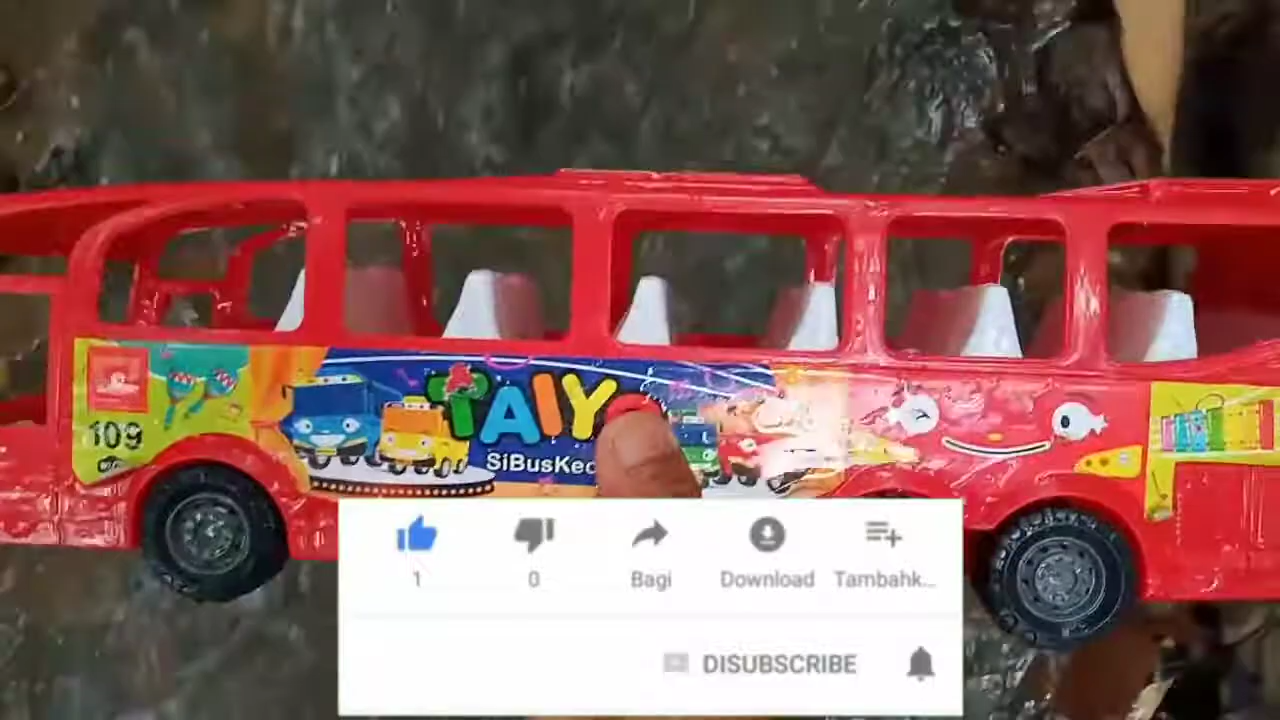 TAIY
109
SiBusKec
1
0
Bagi
Download
Tambahk...
DISUBSCRIBE